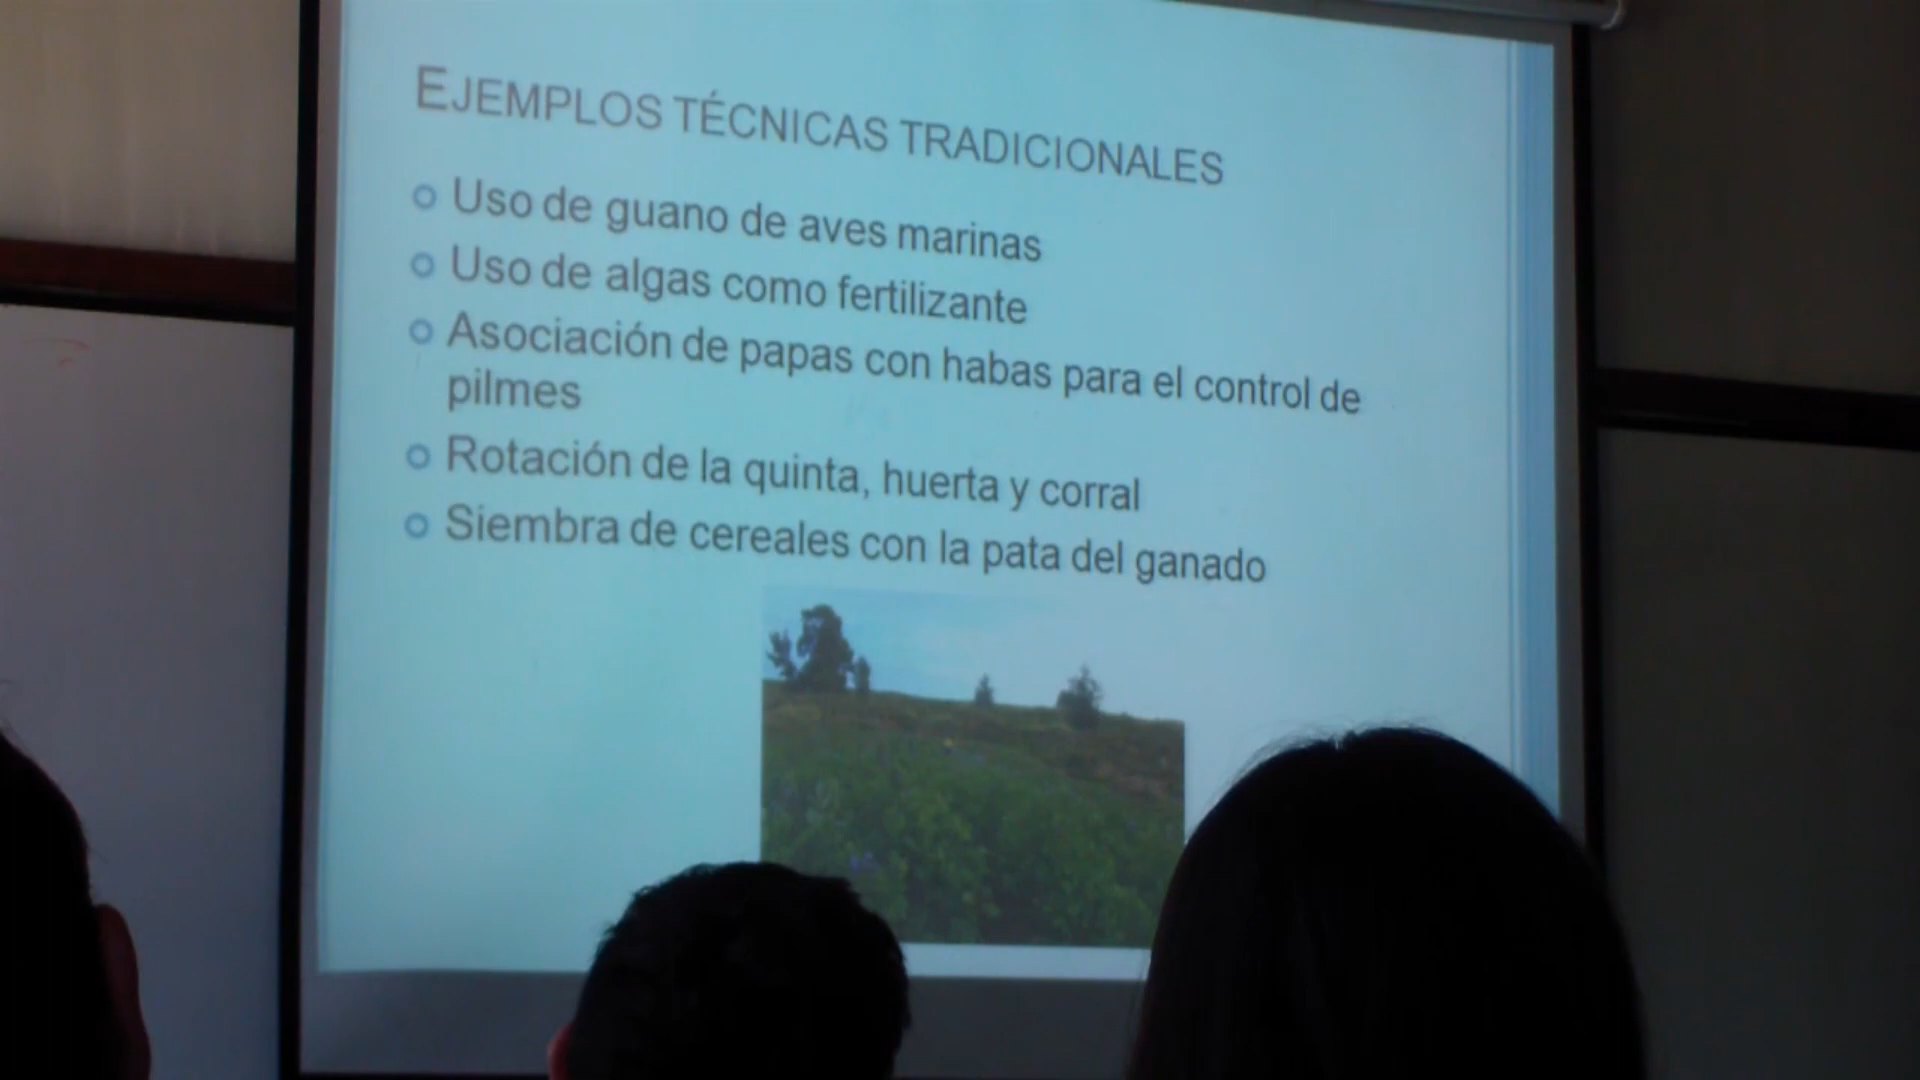 EJEMPLOS TÉCNICAS TRADICIONALES
Uso de guano de aves marinas
Uso de algas como fertilizante
Asociación de papas con habas para el control de
pilmes
Rotación de la quinta, huerta y corral
Siembra de cereales con la pata del ganado